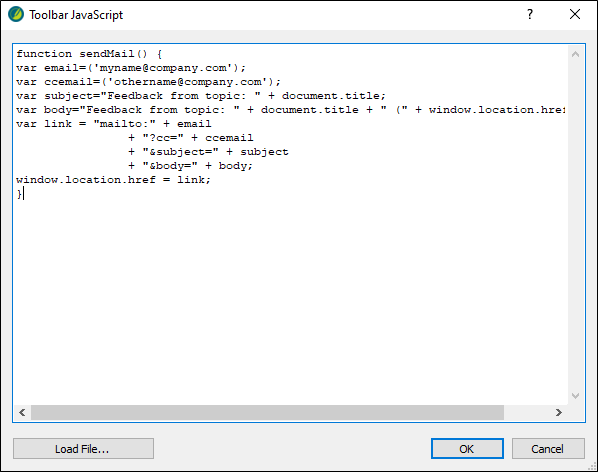 Toolbar JavaScript
?
function sendMail() {
var email=('myname@company.com');
var ccemail=('othername@company.com');
var subject="Feedback from topic: " + document.title;
var body="Feedback from topic: " + document.title + " (" + window.location.href
var link = "mailto:" + email
+ "?cc=" + ccemail
+ "&subject=" + subject
+ "&body=" + body;
window.location.href = link;
}
Load File...
OK
Cancel